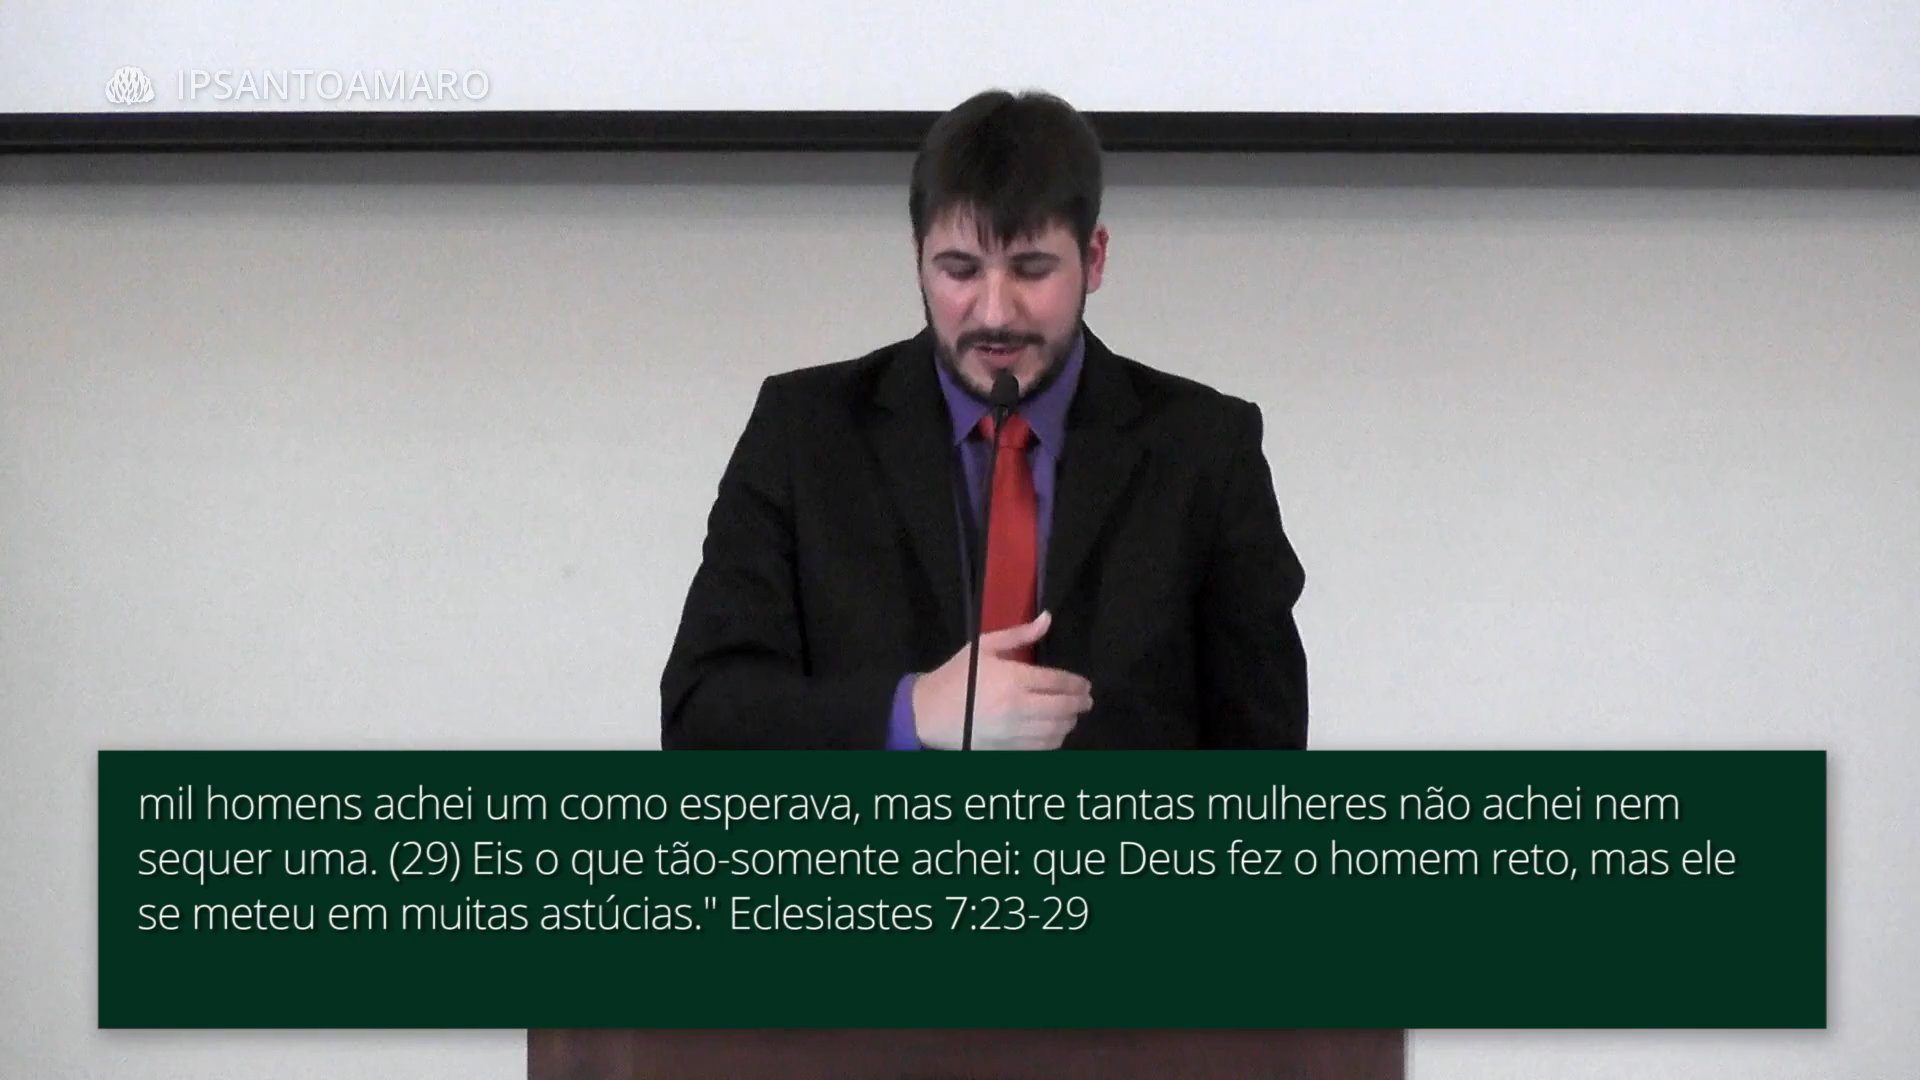 IPSANTOAMARO
mil homens achei um como esperava, mas entre tantas mulheres não achei nem
sequer uma. (29) Eis o que tão-somente achei: que Deus fez o homem reto, mas ele
se meteu em muitas astúcias." Eclesiastes 7:23-29